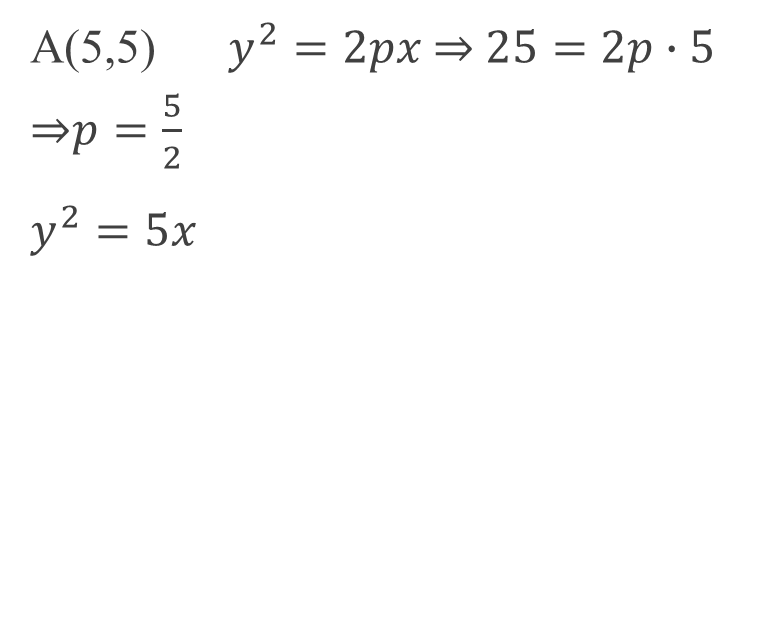 A(5,5) y² = 2px ⇒ 25 = 2p · 5
⇒p = 5/2
y² = 5x